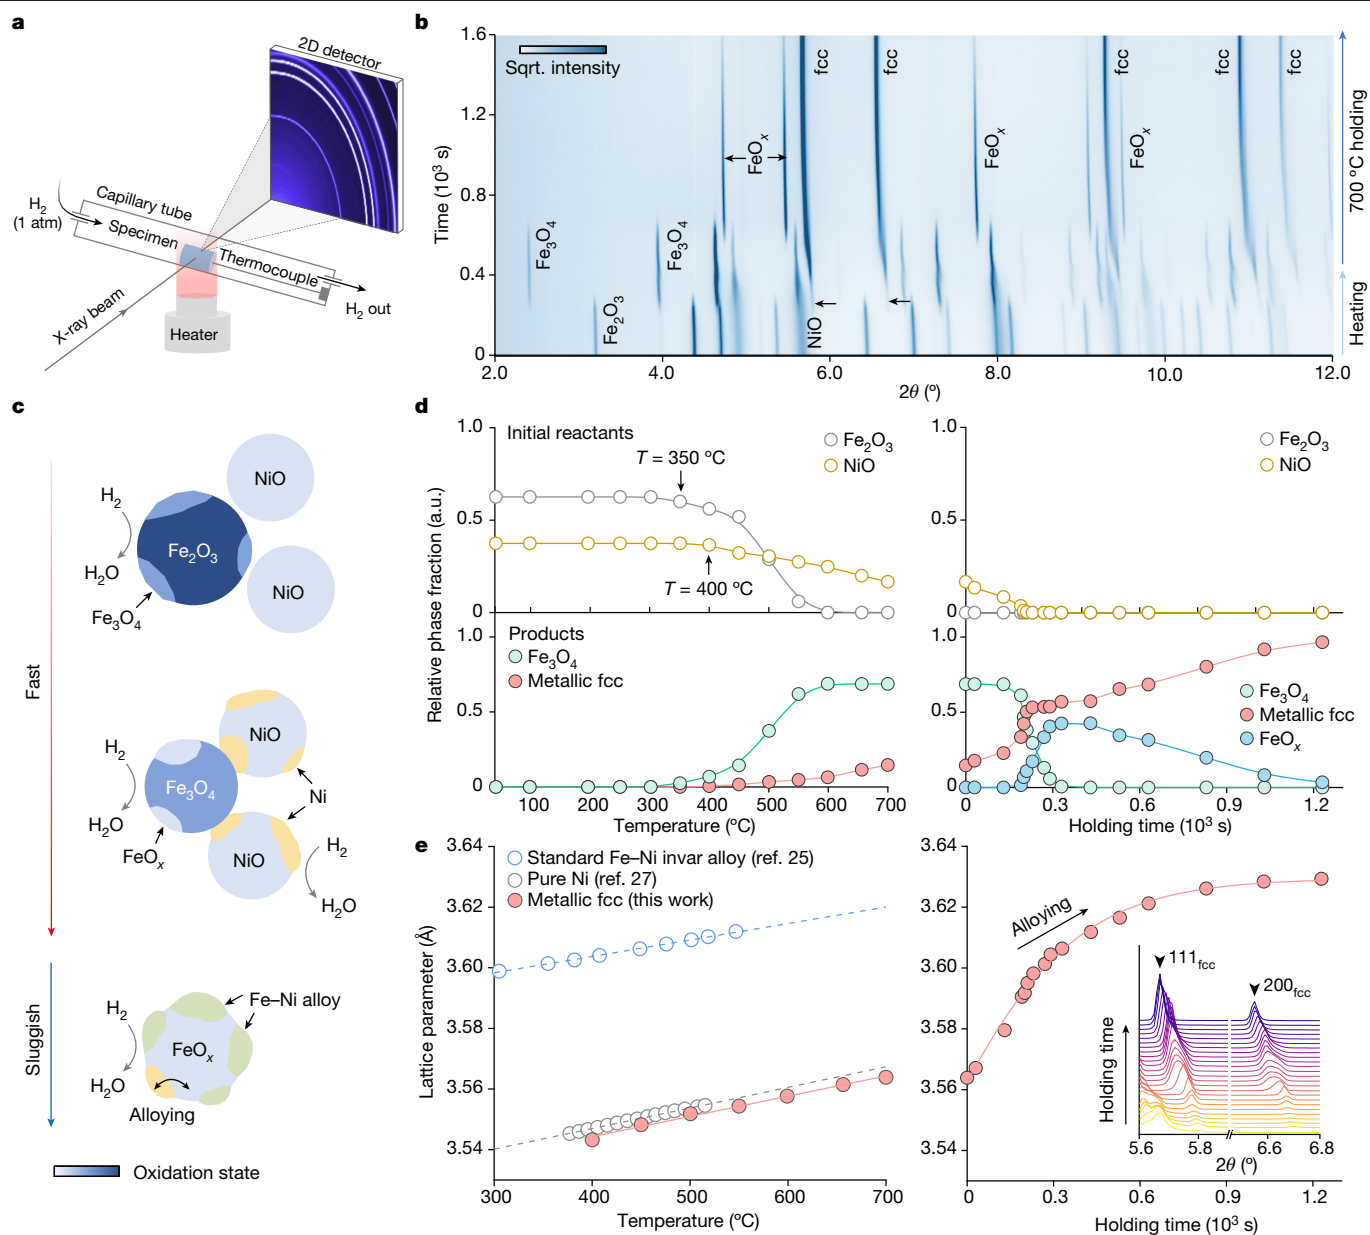 a
2D detector
Capillary tube
H2
(1 atm)
Specimen
Thermocouple
H2 out
X-ray beam
Heater
b
Sqrt. intensity
Time (10³ s)
1.6
1.2
0.8
0.4
0
Fe3O4
Fe2O3
Fe3O4
FeOx
NiO
fcc
fcc
FeOx
fcc
FeOx
fcc
fcc
2.0 4.0 6.0 8.0 10.0 12.0
2θ (º)
700 ºC holding
Heating
c
Fast
Sluggish
NiO
H2
Fe2O3
H2O
NiO
Fe3O4
NiO
H2
Fe3O4
Ni
H2O
FeOx
NiO
H2
H2O
Fe–Ni alloy
H2
FeOx
H2O
Alloying
Oxidation state
d
Relative phase fraction (a.u.)
1.0
0.5
0
Initial reactants
Fe2O3
NiO
T = 350 ºC
T = 400 ºC
1.0
0.5
0
Products
Fe3O4
Metallic fcc
100 200 300 400 500 600 700
Temperature (ºC)
1.0
0.5
0
Fe2O3
NiO
1.0
0.5
0
Fe3O4
Metallic fcc
FeOx
0 0.3 0.6 0.9 1.2
Holding time (10³ s)
e
Lattice parameter (Å)
3.64
3.62
3.60
3.58
3.56
3.54
Standard Fe–Ni invar alloy (ref. 25)
Pure Ni (ref. 27)
Metallic fcc (this work)
300 400 500 600 700
Temperature (ºC)
3.64
3.62
3.60
3.58
3.56
3.54
Alloying
111fcc
200fcc
Holding time
5.6 5.8 6.6 6.8
2θ (º)
0 0.3 0.6 0.9 1.2
Holding time (10³ s)